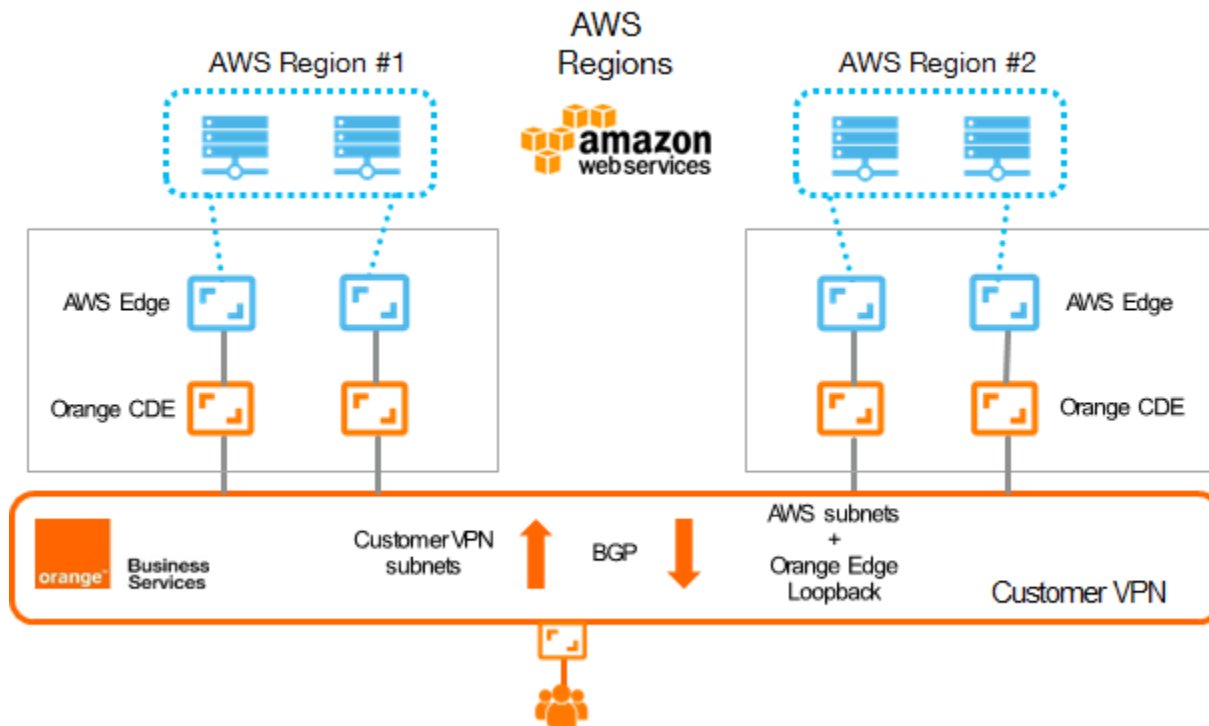 AWS
Regions
AWS Region #1
AWS Region #2
amazon
webservices
AWS Edge
AWS Edge
Orange CDE
Orange CDE
orange™
Business
Services
Customer VPN
subnets
BGP
AWS subnets
+
Orange Edge
Loopback
Customer VPN